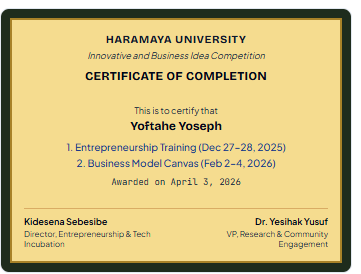 HARAMAYA UNIVERSITY
Innovative and Business Idea Competition
CERTIFICATE OF COMPLETION
This is to certify that
Yoftahe Yoseph
1. Entrepreneurship Training (Dec 27–28, 2025)
2. Business Model Canvas (Feb 2–4, 2026)
Awarded on April 3, 2026
Kidesena Sebesibe
Director, Entrepreneurship & Tech
Incubation
Dr. Yesihak Yusuf
VP, Research & Community
Engagement